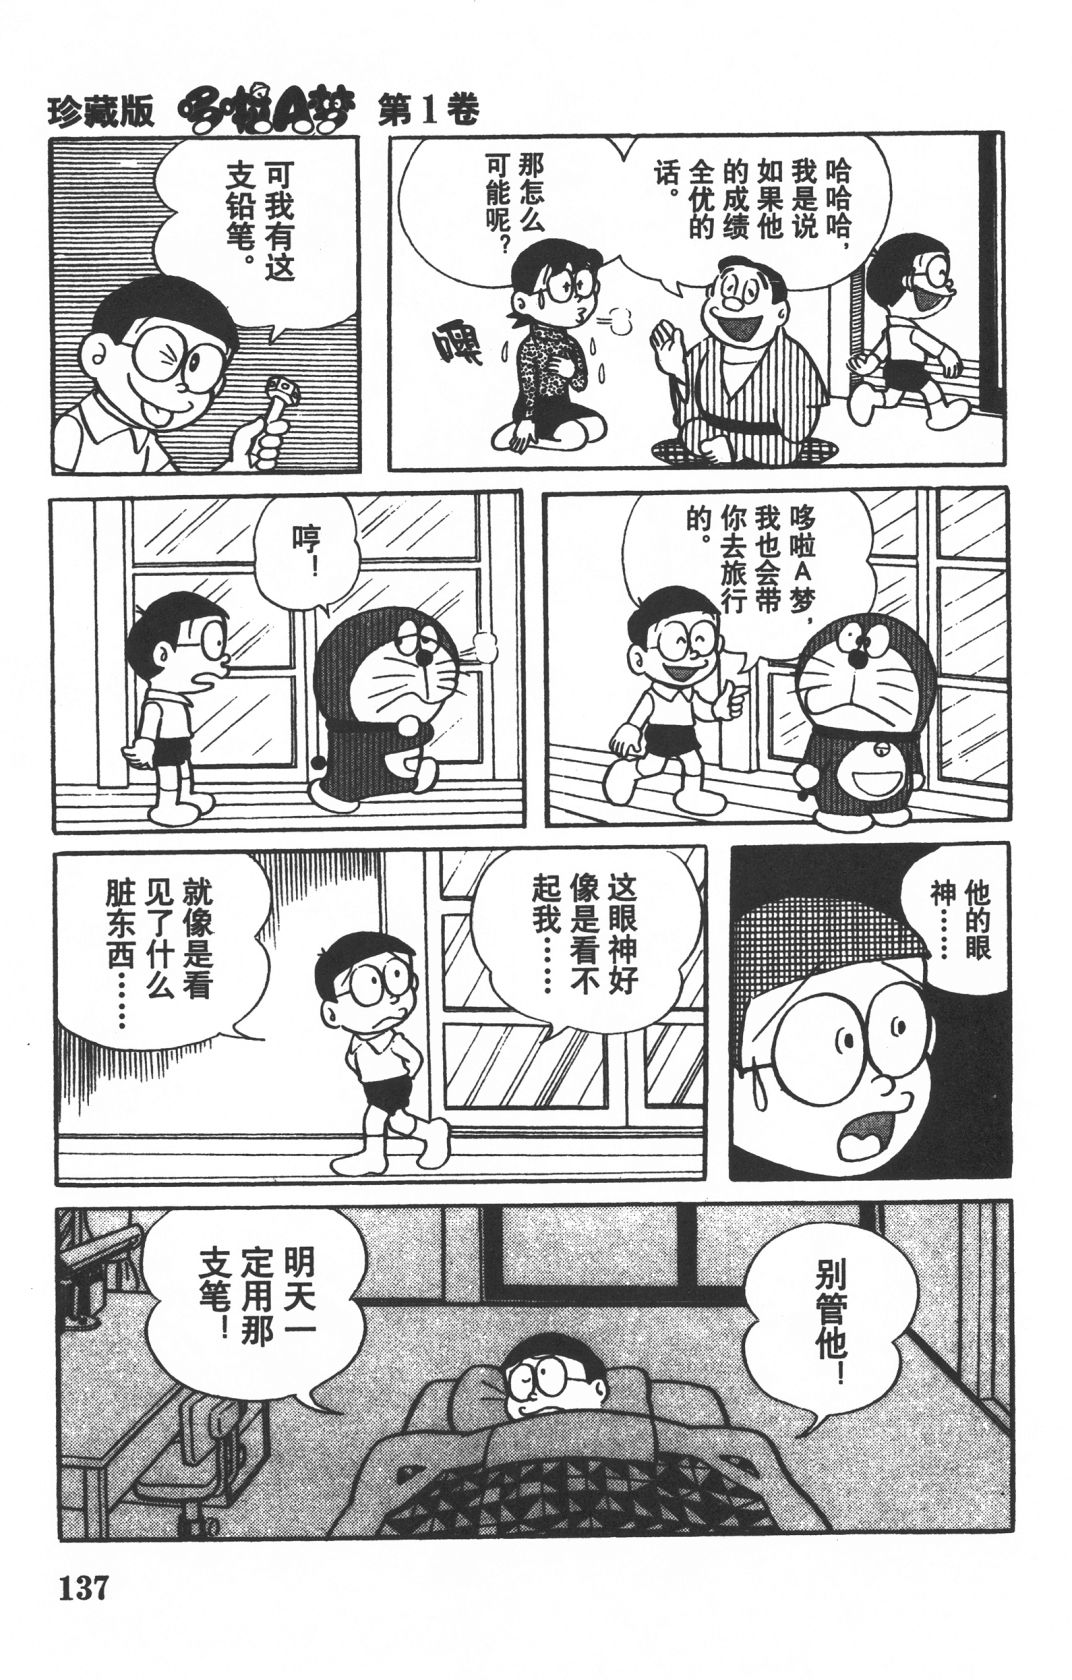 珍藏版 哆啦A梦 第1卷
哈哈哈，
我是说
如果他
的成绩
全优的
话。
那怎么
可能呢？
噗
可我有这
支铅笔。
哆啦A梦，
我也会带
你去旅行
的。
哼！
他的眼
神……
这眼神好
像是看不
起我……
就像是看
见了什么
脏东西……
别管他！
明天一
定用那
支笔！
137